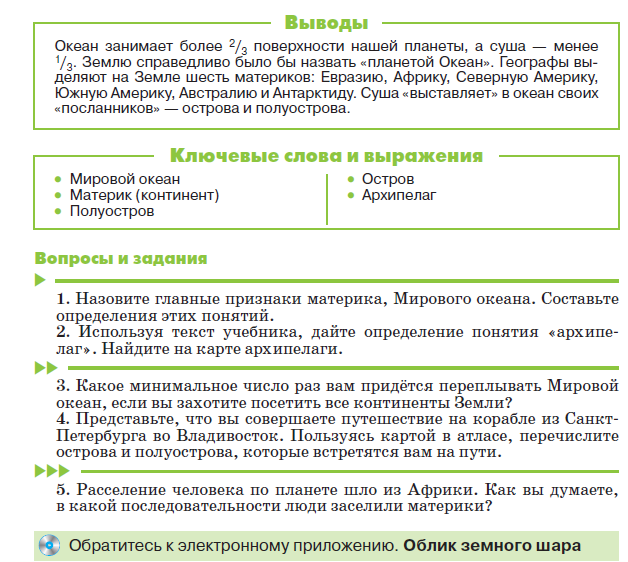 Выводы
Океан занимает более 2/3 поверхности нашей планеты, а суша — менее
1/3. Землю справедливо было бы назвать «планетой Океан». Географы вы-
деляют на Земле шесть материков: Евразию, Африку, Северную Америку,
Южную Америку, Австралию и Антарктиду. Суша «выставляет» в океан своих
«посланников» — острова и полуострова.
Ключевые слова и выражения
• Мировой океан
• Материк (континент)
• Полуостров
• Остров
• Архипелаг
Вопросы и задания
1. Назовите главные признаки материка, Мирового океана. Составьте
определения этих понятий.
2. Используя текст учебника, дайте определение понятия «архипе-
лаг». Найдите на карте архипелаги.
3. Какое минимальное число раз вам придётся переплывать Мировой
океан, если вы захотите посетить все континенты Земли?
4. Представьте, что вы совершаете путешествие на корабле из Санкт-
Петербурга во Владивосток. Пользуясь картой в атласе, перечислите
острова и полуострова, которые встретятся вам на пути.
5. Расселение человека по планете шло из Африки. Как вы думаете,
в какой последовательности люди заселили материки?
Обратитесь к электронному приложению. Облик земного шара